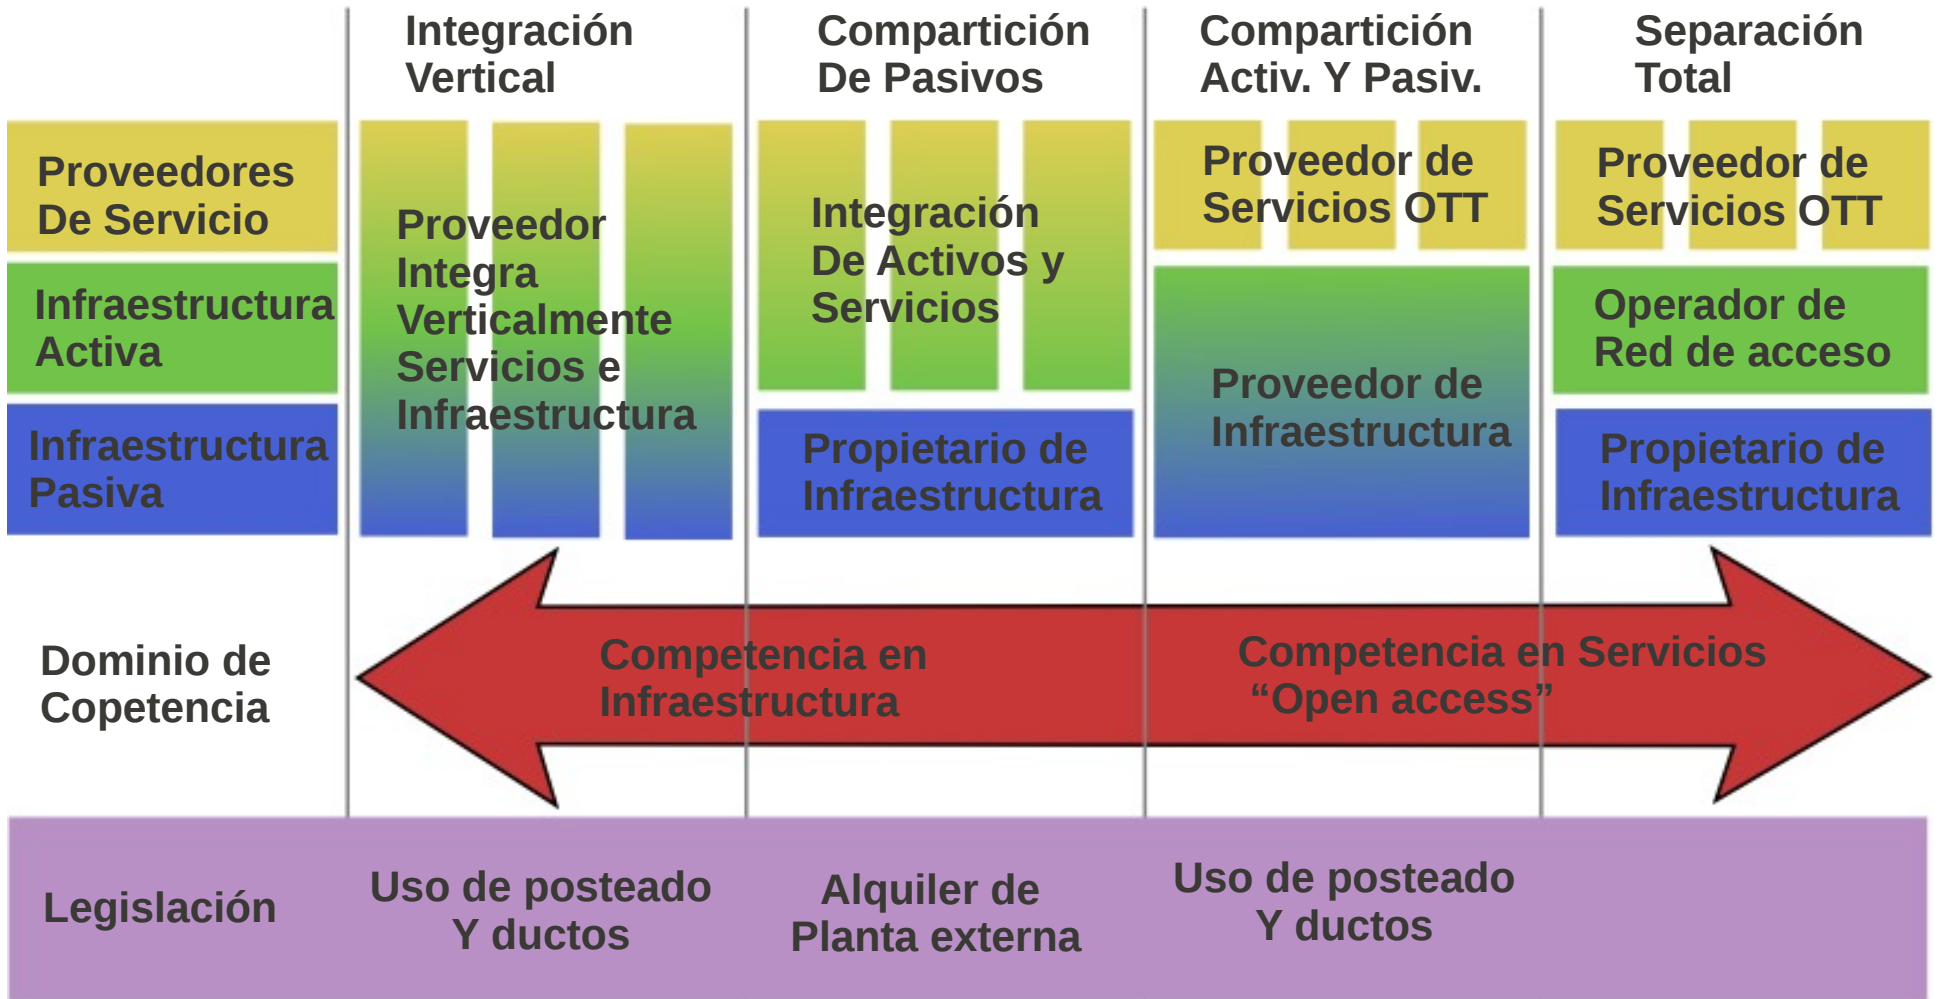 Integración
Vertical
Compartición
De Pasivos
Compartición
Activ. Y Pasiv.
Separación
Total
Proveedores
De Servicio
Infraestructura
Activa
Infraestructura
Pasiva
Proveedor
Integra
Verticalmente
Servicios e
Infraestructura
Integración
De Activos y
Servicios
Propietario de
Infraestructura
Proveedor de
Servicios OTT
Proveedor de
Infraestructura
Proveedor de
Servicios OTT
Operador de
Red de acceso
Propietario de
Infraestructura
Dominio de
Copetencia
Competencia en
Infraestructura
Competencia en Servicios
“Open access”
Legislación
Uso de posteado
Y ductos
Alquiler de
Planta externa
Uso de posteado
Y ductos